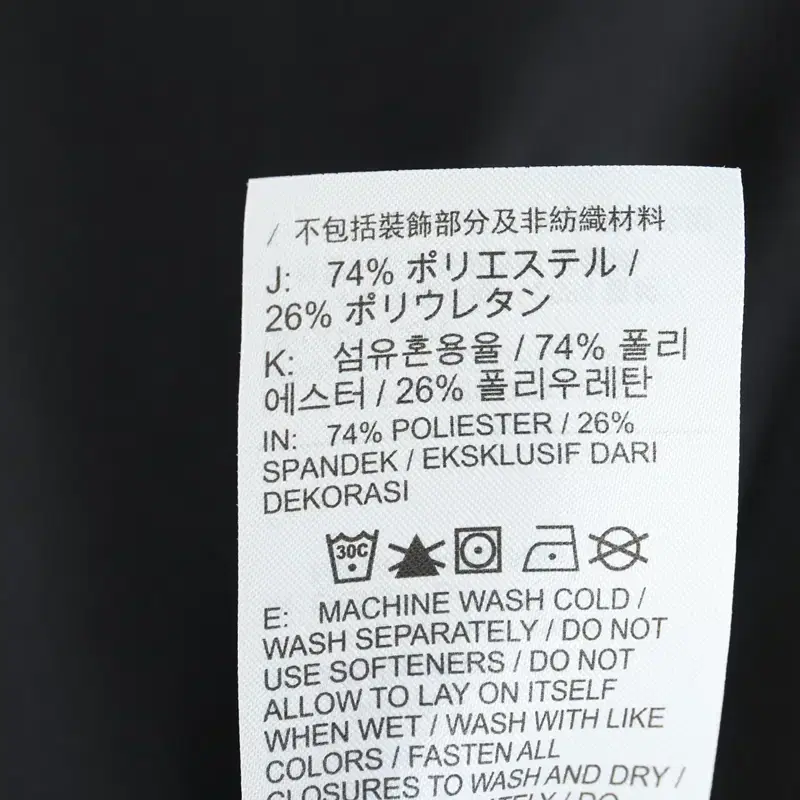 / 不包括裝飾部分及非紡織材料
J: 74% ポリエステル /
26% ポリウレタン
K: 섬유혼용율 / 74% 폴리
에스터 / 26% 폴리우레탄
IN: 74% POLIESTER / 26%
SPANDEK / EKSKLUSIF DARI
DEKORASI
30C
E: MACHINE WASH COLD /
WASH SEPARATELY / DO NOT
USE SOFTENERS / DO NOT
ALLOW TO LAY ON ITSELF
WHEN WET / WASH WITH LIKE
COLORS / FASTEN ALL
CLOSURES TO WASH AND DRY /